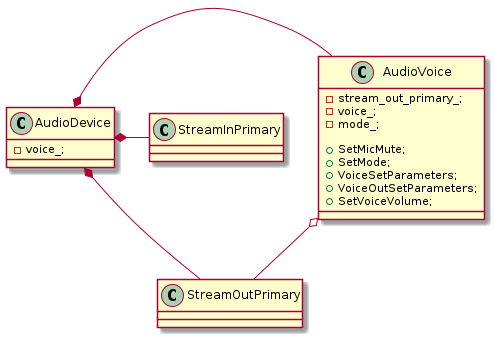 C AudioDevice
voice_;
C StreamInPrimary
C AudioVoice
stream_out_primary_;
voice_;
mode_;
SetMicMute;
SetMode;
VoiceSetParameters;
VoiceOutSetParameters;
SetVoiceVolume;
C StreamOutPrimary